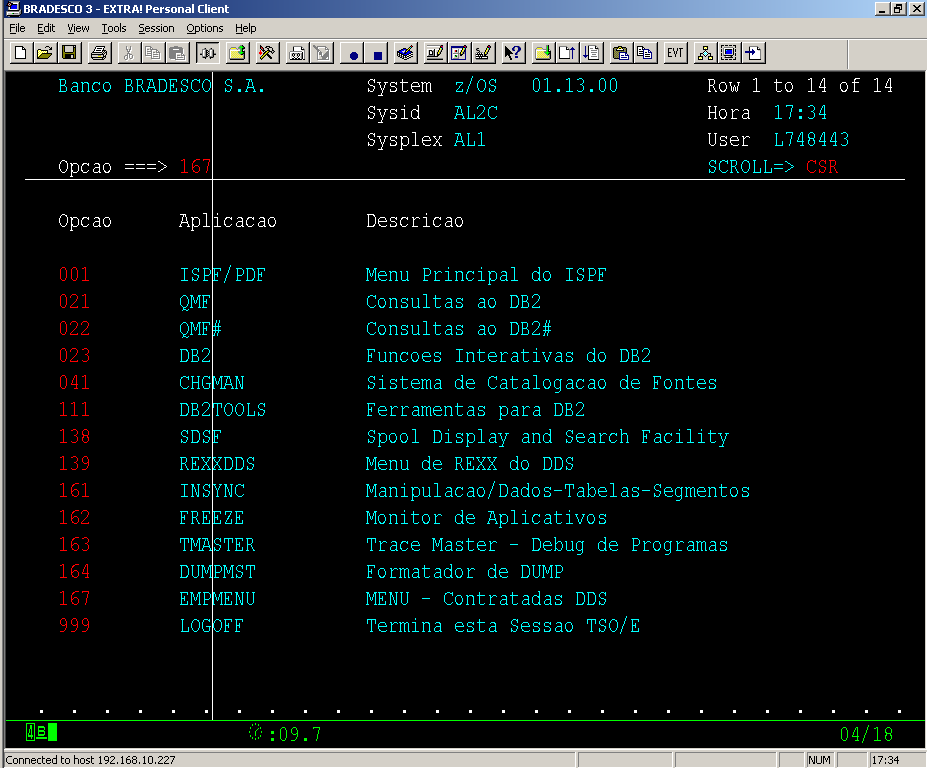 BRADESCO 3 - EXTRA! Personal Client
File Edit View Tools Session Options Help
EVT
Banco BRADESCO S.A. System z/OS 01.13.00 Row 1 to 14 of 14
Sysid AL2C Hora 17:34
Sysplex AL1 User L748443
Opcao ===> 167 SCROLL=> CSR
Opcao Aplicacao Descricao
001 ISPF/PDF Menu Principal do ISPF
021 QMF Consultas ao DB2
022 QMF# Consultas ao DB2#
023 DB2 Funcoes Interativas do DB2
041 CHGMAN Sistema de Catalogacao de Fontes
111 DB2TOOLS Ferramentas para DB2
138 SDSF Spool Display and Search Facility
139 REXXDDS Menu de REXX do DDS
161 INSYNC Manipulacao/Dados-Tabelas-Segmentos
162 FREEZE Monitor de Aplicativos
163 TMASTER Trace Master - Debug de Programas
164 DUMPMST Formatador de DUMP
167 EMPMENU MENU - Contratadas DDS
999 LOGOFF Termina esta Sessao TSO/E
. . . . . . . . . . . . . . . . . . . . . . . . . . .
4B :09.7 04/18
Connected to host 192.168.10.227 NUM 17:34